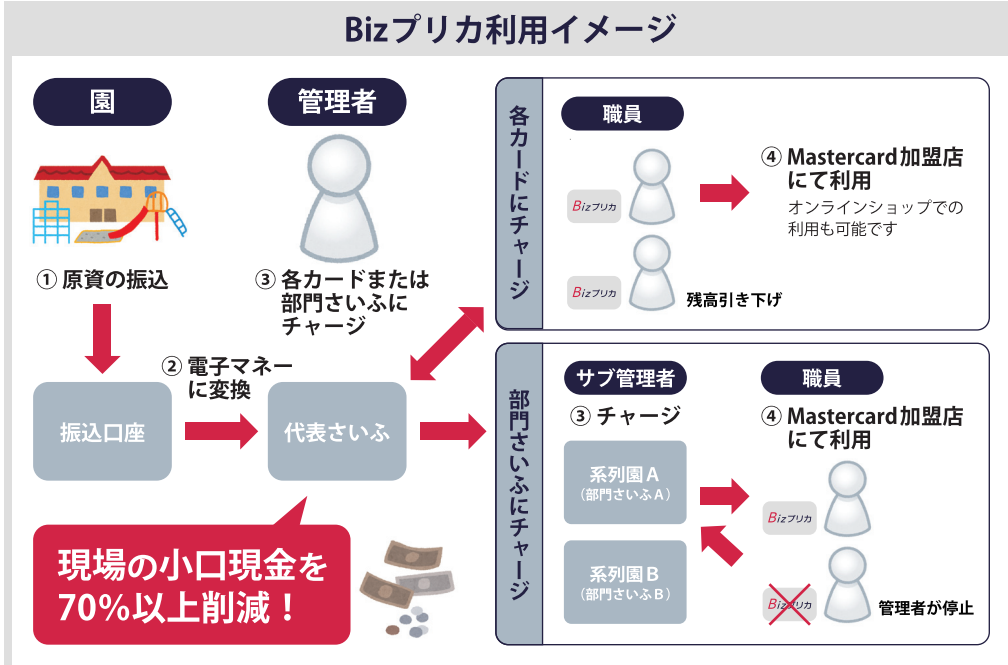 Bizプリカ利用イメージ
園
① 原資の振込
振込口座
② 電子マネー
に変換
管理者
③ 各カードまたは
部門さいふに
チャージ
代表さいふ
現場の小口現金を
70%以上削減！
各カードにチャージ
職員
Bizプリカ
Bizプリカ
残高引き下げ
④ Mastercard加盟店
にて利用
オンラインショップでの
利用も可能です
部門さいふにチャージ
サブ管理者
③ チャージ
系列園A
（部門さいふA）
系列園B
（部門さいふB）
職員
④ Mastercard加盟店
にて利用
Bizプリカ
Bizプリカ
管理者が停止